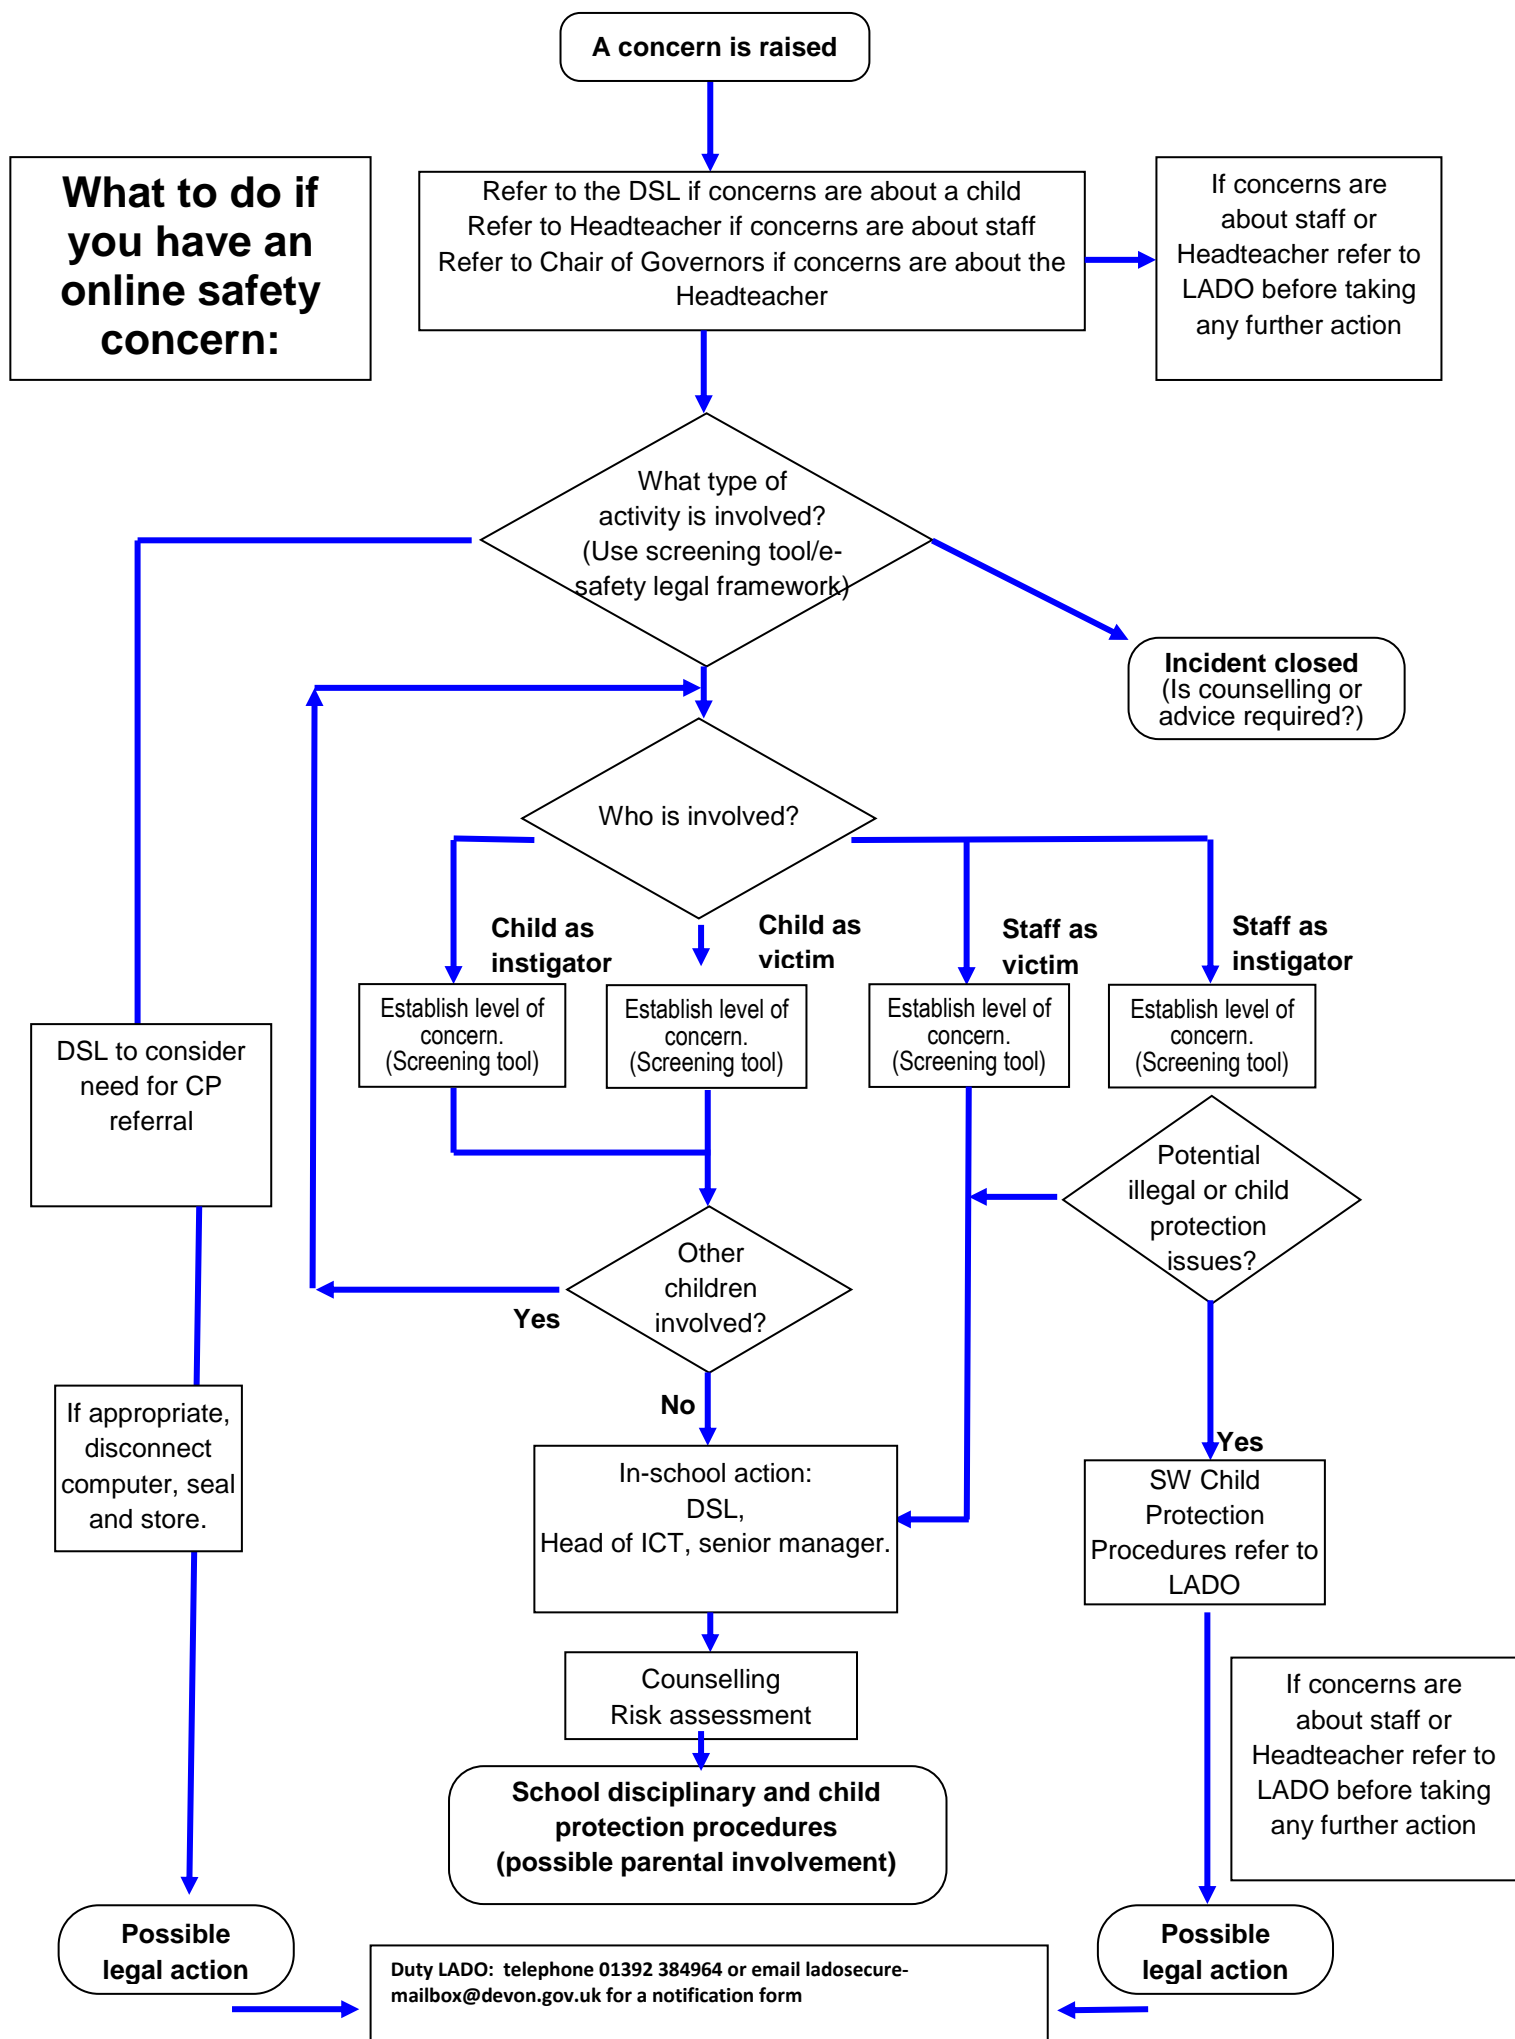 A concern is raised
What to do if
you have an
online safety
concern:
Refer to the DSL if concerns are about a child
Refer to Headteacher if concerns are about staff
Refer to Chair of Governors if concerns are about the
Headteacher
If concerns are
about staff or
Headteacher refer to
LADO before taking
any further action
What type of
activity is involved?
(Use screening tool/e-
safety legal framework)
Incident closed
(Is counselling or
advice required?)
Who is involved?
Child as
instigator
Child as
victim
Staff as
victim
Staff as
instigator
Establish level of
concern.
(Screening tool)
Establish level of
concern.
(Screening tool)
Establish level of
concern.
(Screening tool)
Establish level of
concern.
(Screening tool)
DSL to consider
need for CP
referral
Potential
illegal or child
protection
issues?
Other
children
involved?
Yes
No
If appropriate,
disconnect
computer, seal
and store.
Yes
In-school action:
DSL,
Head of ICT, senior manager.
SW Child
Protection
Procedures refer to
LADO
Counselling
Risk assessment
If concerns are
about staff or
Headteacher refer to
LADO before taking
any further action
School disciplinary and child
protection procedures
(possible parental involvement)
Possible
legal action
Possible
legal action
Duty LADO:  telephone 01392 384964 or email ladosecure-
mailbox@devon.gov.uk for a notification form